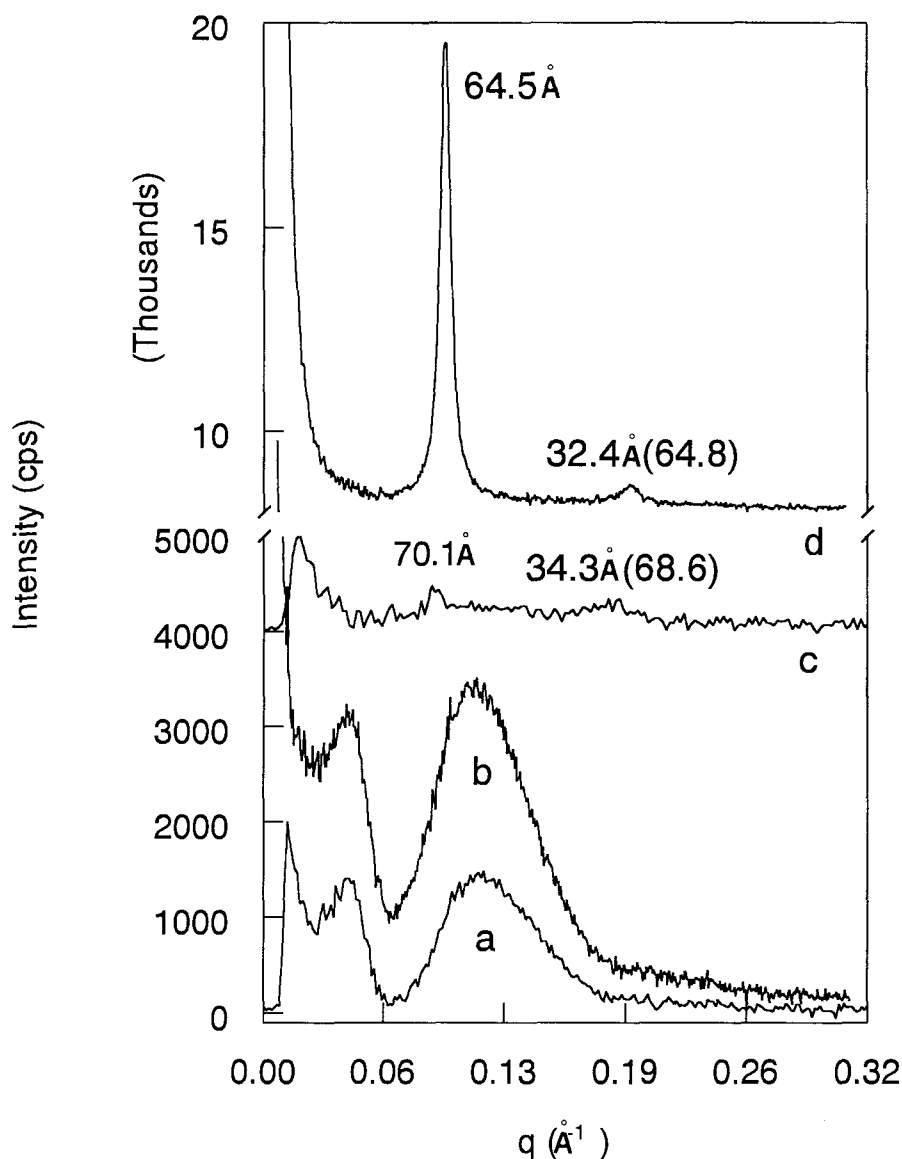 20
64.5Å
15
(Thousands)
10
32.4Å(64.8)
Intensity (cps)
d
5000
70.1Å
34.3Å(68.6)
4000
c
3000
b
2000
1000
a
0
0.00 0.06 0.13 0.19 0.26 0.32
q (Å⁻¹ )